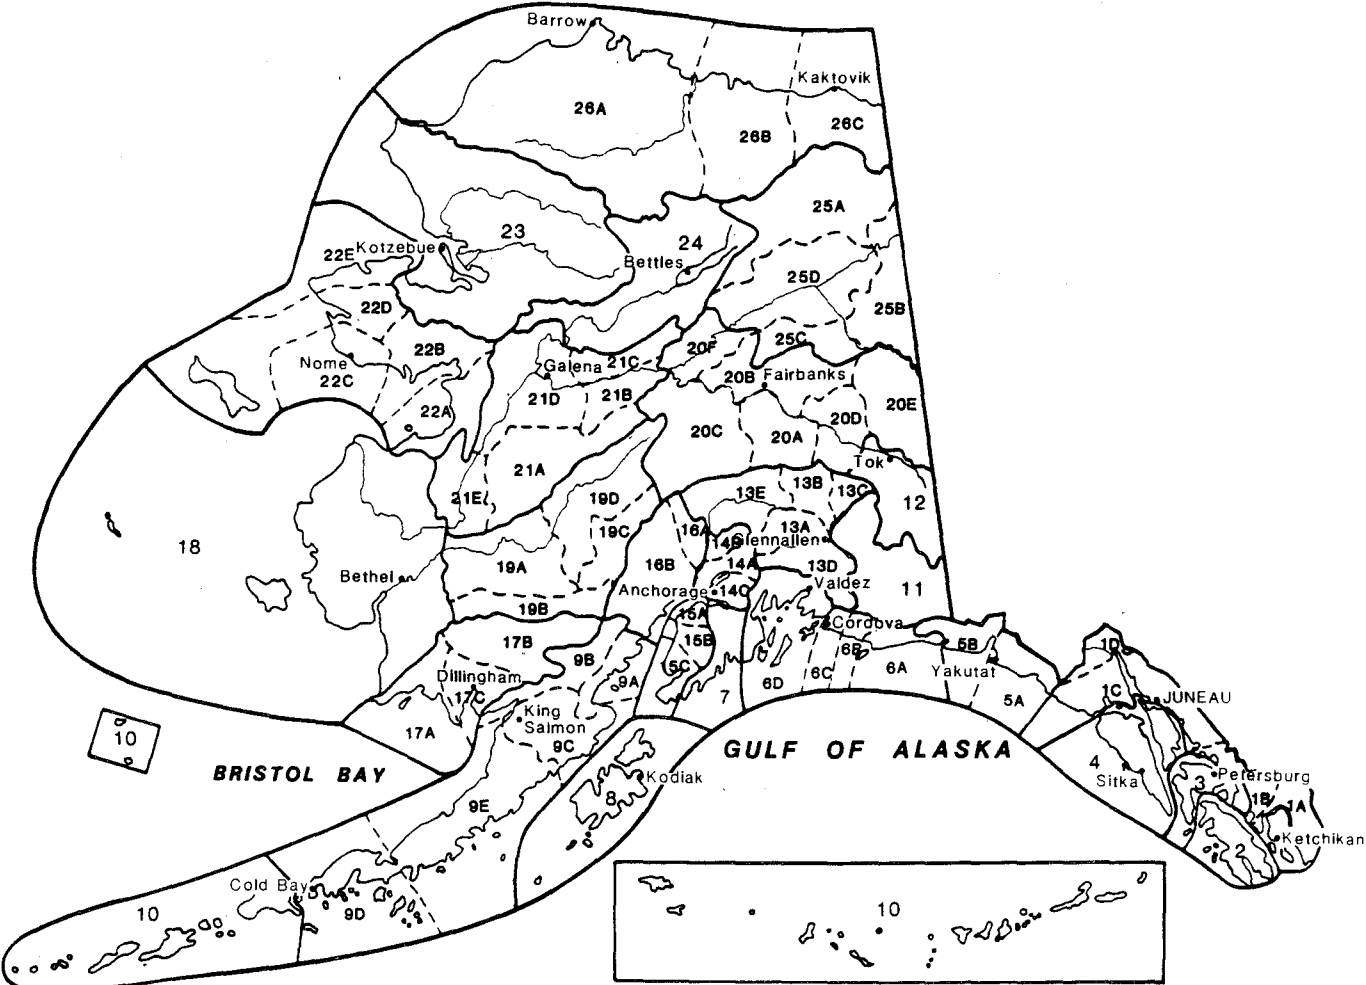 Barrow
Kaktovik
26A
26B
26C
25A
23
24
22E
Kotzebue
Bettles
25D
22D
25B
22B
25C
20F
Nome
22C
Galena
21C
20B
Fairbanks
21D
21B
22A
20D
20E
20C
20A
Tok
21A
21E
19D
13E
13B
13C
12
19C
16A
13A
Glennallen
14B
18
16B
14A
13D
19A
Bethel
Anchorage
14C
Valdez
11
19B
15A
Cordova
17B
15B
6B
5B
1D
9B
15C
6A
Yakutat
Dillingham
17C
9A
6D
6C
7
5A
1C
JUNEAU
King
Salmon
17A
9C
10
GULF OF ALASKA
BRISTOL BAY
4
Sitka
Kodiak
3
Petersburg
8
9E
1B
1A
Ketchikan
2
Cold Bay
10
9D
10